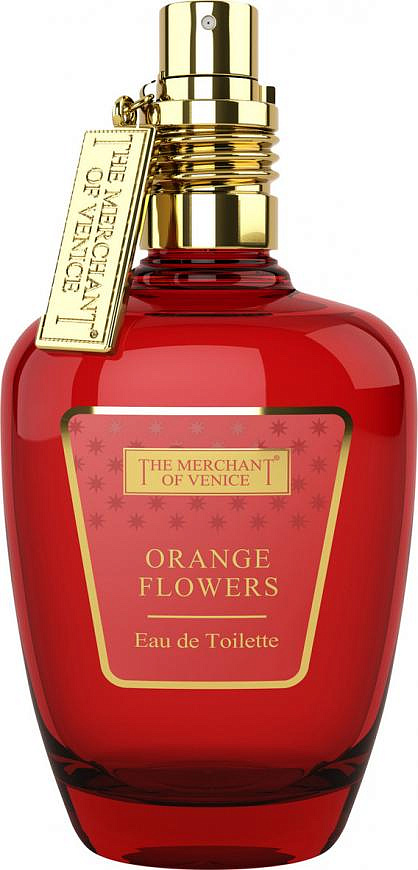 THE MERCHANT
OF VENICE®
THE MERCHANT®
OF VENICE
ORANGE
FLOWERS
Eau de Toilette